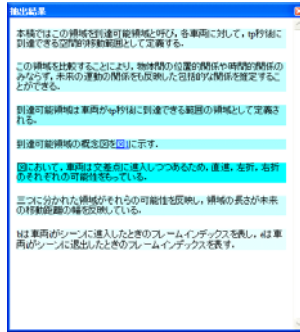 抽出結果
本稿ではこの領域を到達可能領域と呼び、各車両に対して、tp秒後に
到達できる空間的移動範囲として定義する。
この領域を比較することにより、物体間の位置的関係や時間的関係の
みならず、未来の運動の関係をも反映した包括的な関係を推定するこ
とができる。
到達可能領域は車両がtp秒後に到達できる範囲の領域として定義さ
れる。
到達可能領域の概念図を図1に示す。
図において，車両は交差点に進入しつつあるため，直進、左折、右折
のそれぞれの可能性をもっている。
三つに分かれた領域がそれらの可能性を反映し，領域の長さが未来
の移動距離の幅を反映している。
は車両がシーンに進入したときのフレームインデックスを表し，は車
両がシーンに退出したときのフレームインデックスを表す．